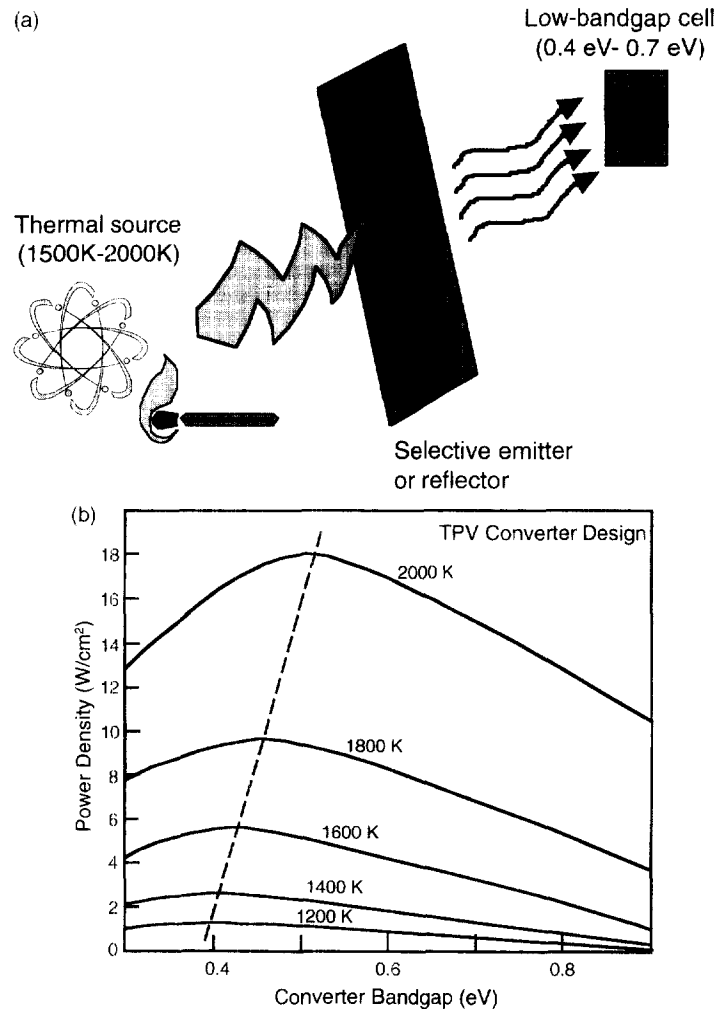 (a)
Low-bandgap cell
(0.4 eV- 0.7 eV)
Thermal source
(1500K-2000K)
Selective emitter
or reflector
(b)
TPV Converter Design
18
16
14
12
10
8
6
4
2
0
Power Density (W/cm²)
2000 K
1800 K
1600 K
1400 K
1200 K
0.4
0.6
0.8
Converter Bandgap (eV)